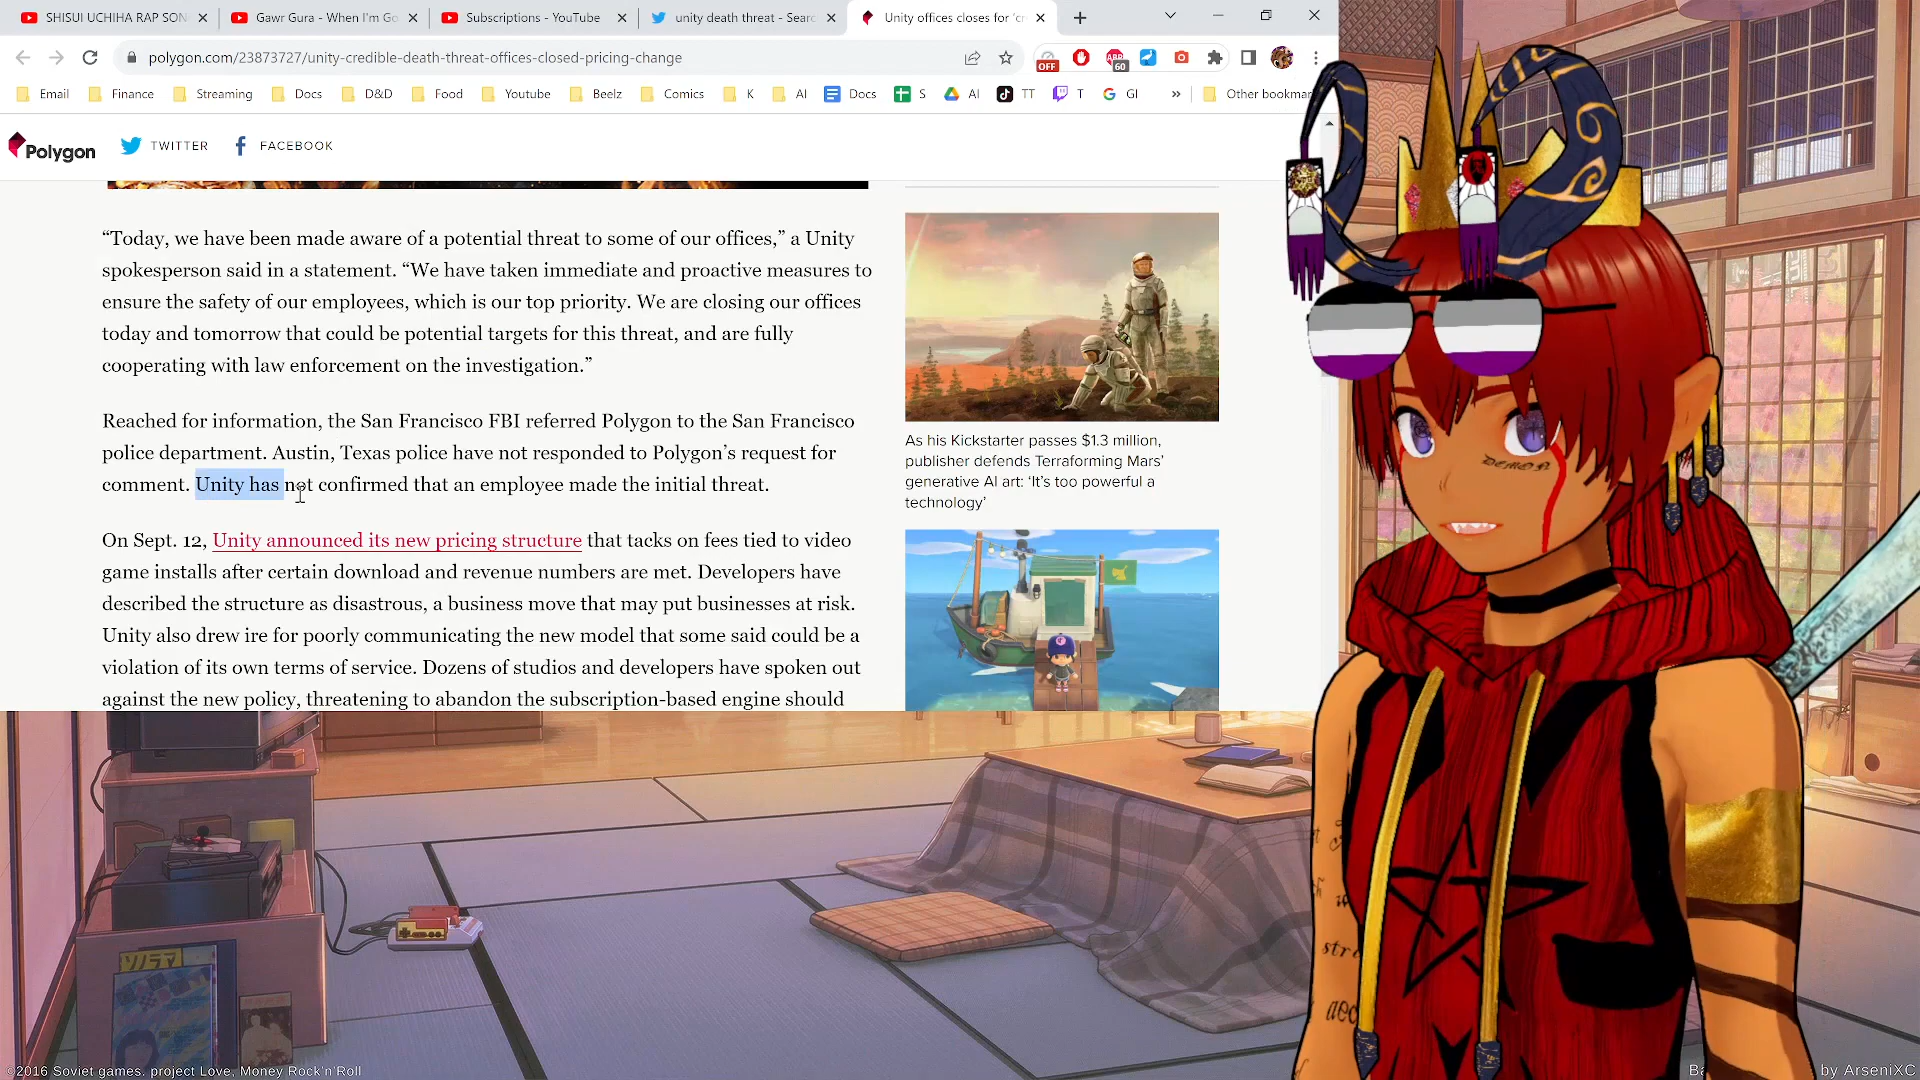 SHISUI UCHIHA RAP SON
Gawr Gura - When I'm Go
Subscriptions - YouTube
unity death threat - Searc
Unity offices closes for 'cr
polygon.com/23873727/unity-credible-death-threat-offices-closed-pricing-change
OFF
60
Email
Finance
Streaming
Docs
D&D
Food
Youtube
Beelz
Comics
K
AI
Docs
S
AI
TT
T
GI
»
Other bookmar
Polygon
TWITTER
FACEBOOK
“Today, we have been made aware of a potential threat to some of our offices,” a Unity
spokesperson said in a statement. “We have taken immediate and proactive measures to
ensure the safety of our employees, which is our top priority. We are closing our offices
today and tomorrow that could be potential targets for this threat, and are fully
cooperating with law enforcement on the investigation.”
Reached for information, the San Francisco FBI referred Polygon to the San Francisco
police department. Austin, Texas police have not responded to Polygon’s request for
comment. Unity has not confirmed that an employee made the initial threat.
On Sept. 12, Unity announced its new pricing structure that tacks on fees tied to video
game installs after certain download and revenue numbers are met. Developers have
described the structure as disastrous, a business move that may put businesses at risk.
Unity also drew ire for poorly communicating the new model that some said could be a
violation of its own terms of service. Dozens of studios and developers have spoken out
against the new policy, threatening to abandon the subscription-based engine should
As his Kickstarter passes $1.3 million,
publisher defends Terraforming Mars’
generative AI art: ‘It’s too powerful a
technology’
DEMON
©2016 Soviet games. project Love, Money Rock'n'Roll
Ba
by ArseniXC